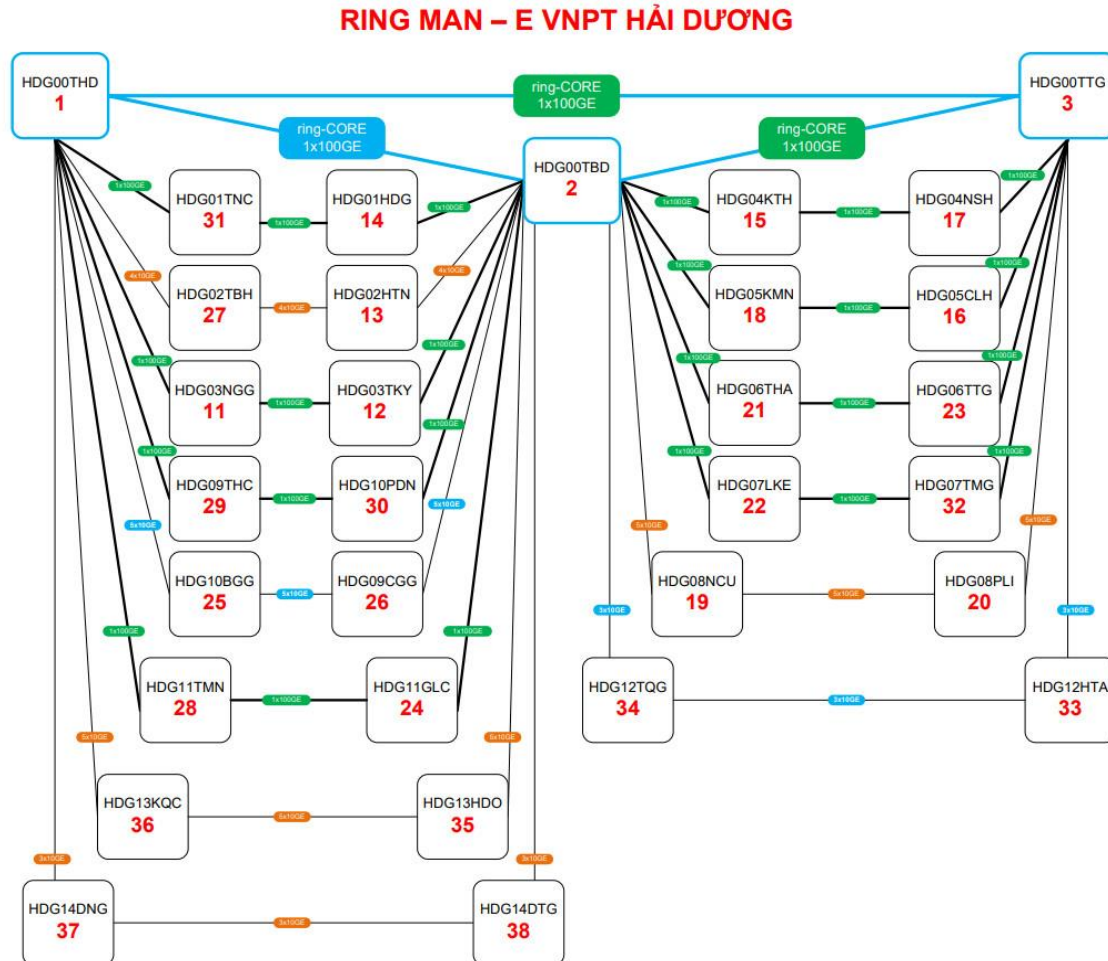 RING MAN – E VNPT HẢI DƯƠNG
HDG00THD
1
ring-CORE
1x100GE
HDG00TTG
3
ring-CORE
1x100GE
ring-CORE
1x100GE
HDG00TBD
2
1x100GE
HDG01TNC
31
1x100GE
HDG01HDG
14
1x100GE
1x100GE
HDG04KTH
15
1x100GE
HDG04NSH
17
1x100GE
4x10GE
HDG02TBH
27
4x10GE
HDG02HTN
13
4x10GE
1x100GE
HDG05KMN
18
1x100GE
HDG05CLH
16
1x100GE
1x100GE
HDG03NGG
11
1x100GE
HDG03TKY
12
1x100GE
1x100GE
HDG06THA
21
1x100GE
HDG06TTG
23
1x100GE
1x100GE
HDG09THC
29
1x100GE
HDG10PDN
30
1x100GE
1x100GE
HDG07LKE
22
1x100GE
HDG07TMG
32
1x100GE
5x10GE
HDG10BGG
25
5x10GE
HDG09CGG
26
5x10GE
5x10GE
HDG08NCU
19
5x10GE
HDG08PLI
20
5x10GE
1x100GE
HDG11TMN
28
1x100GE
HDG11GLC
24
1x100GE
3x10GE
HDG12TQG
34
3x10GE
HDG12HTA
33
3x10GE
5x10GE
HDG13KQC
36
5x10GE
HDG13HDO
35
5x10GE
3x10GE
HDG14DNG
37
3x10GE
HDG14DTG
38
3x10GE